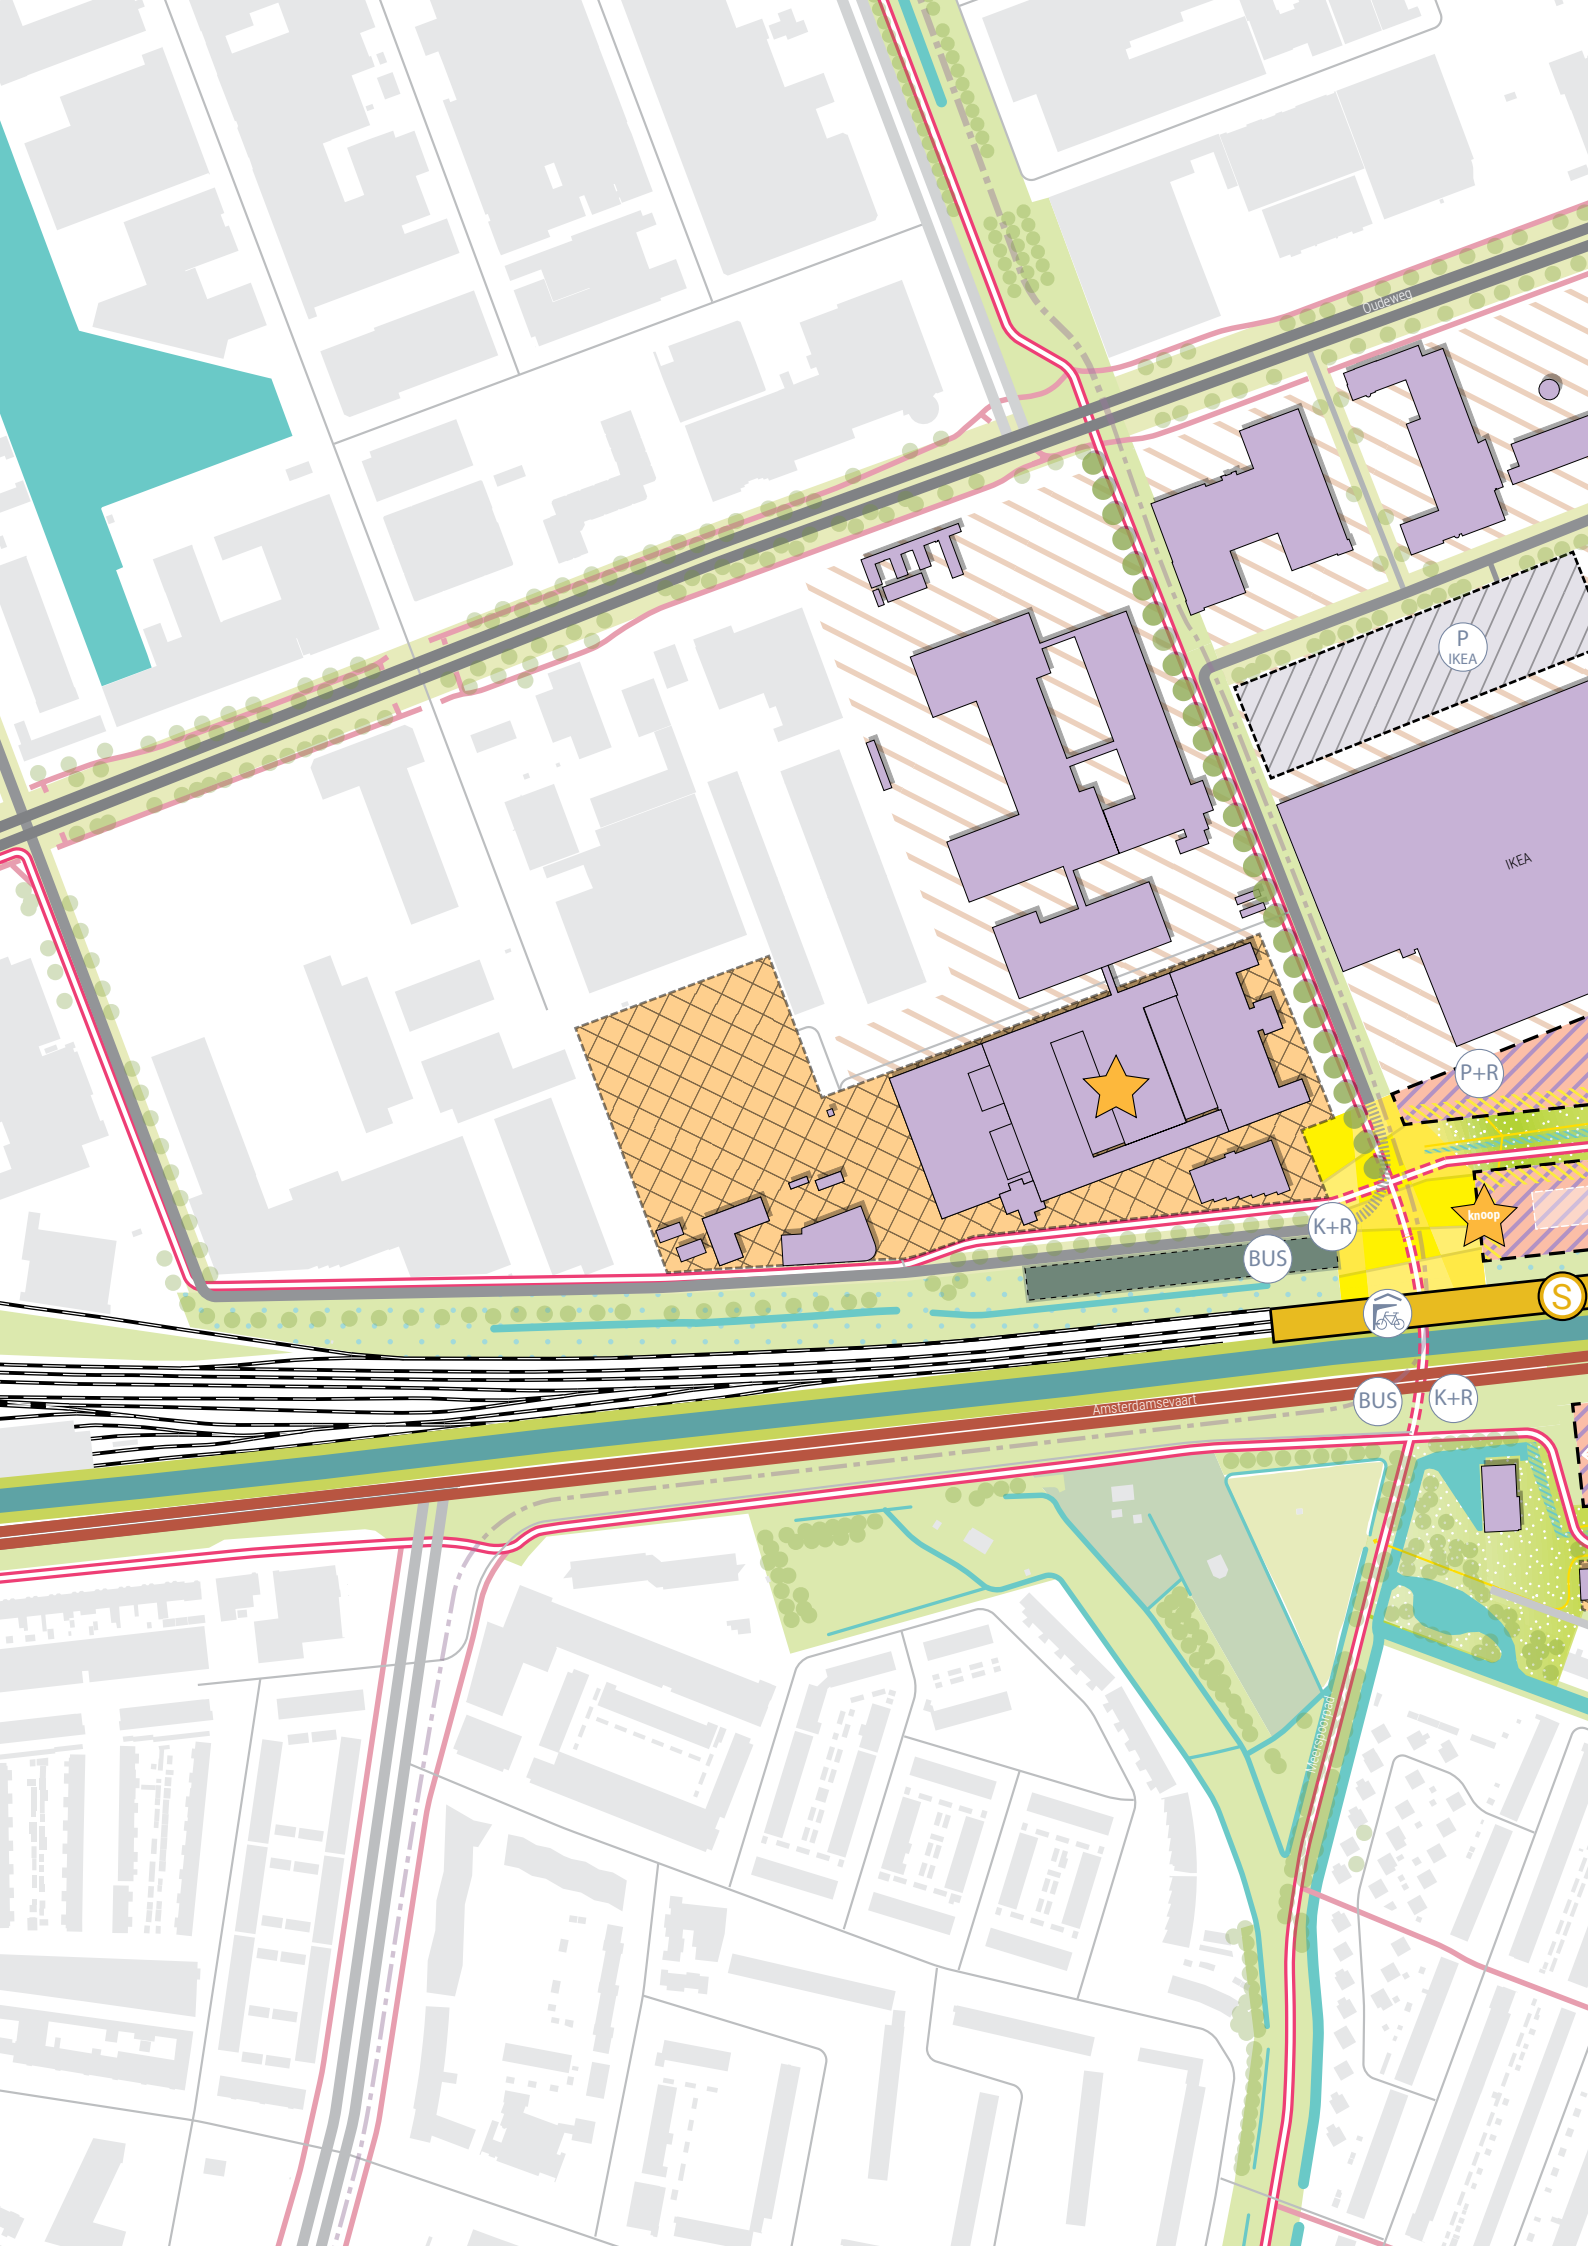 Oudeweg
P
IKEA
IKEA
P+R
knoop
K+R
BUS
S
BUS
K+R
Amsterdamsevaart
Meerspoorpad